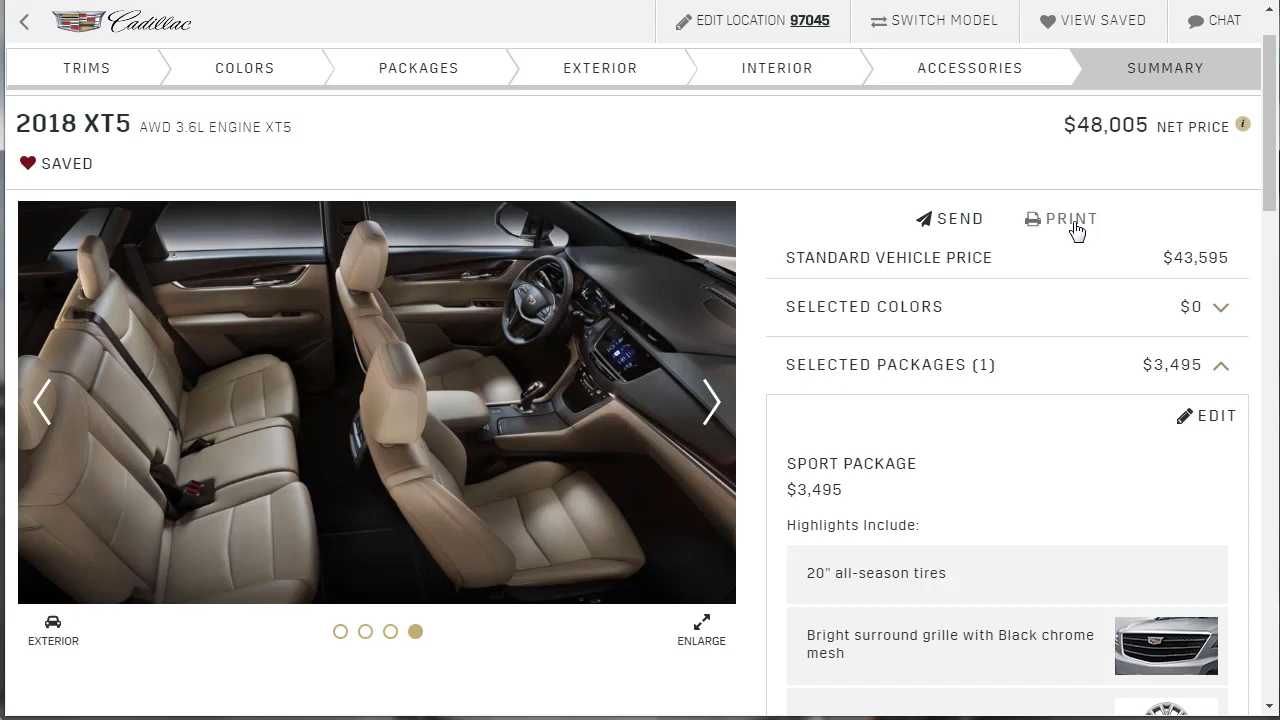 Cadillac
EDIT LOCATION 97045
SWITCH MODEL
VIEW SAVED
CHAT
TRIMS
COLORS
PACKAGES
EXTERIOR
INTERIOR
ACCESSORIES
SUMMARY
2018 XT5 AWD 3.6L ENGINE XT5
$48,005 NET PRICE i
SAVED
SEND
PRINT
STANDARD VEHICLE PRICE $43,595
SELECTED COLORS $0
SELECTED PACKAGES (1) $3,495
EDIT
SPORT PACKAGE
$3,495
Highlights Include:
20" all-season tires
Bright surround grille with Black chrome
mesh
EXTERIOR
ENLARGE